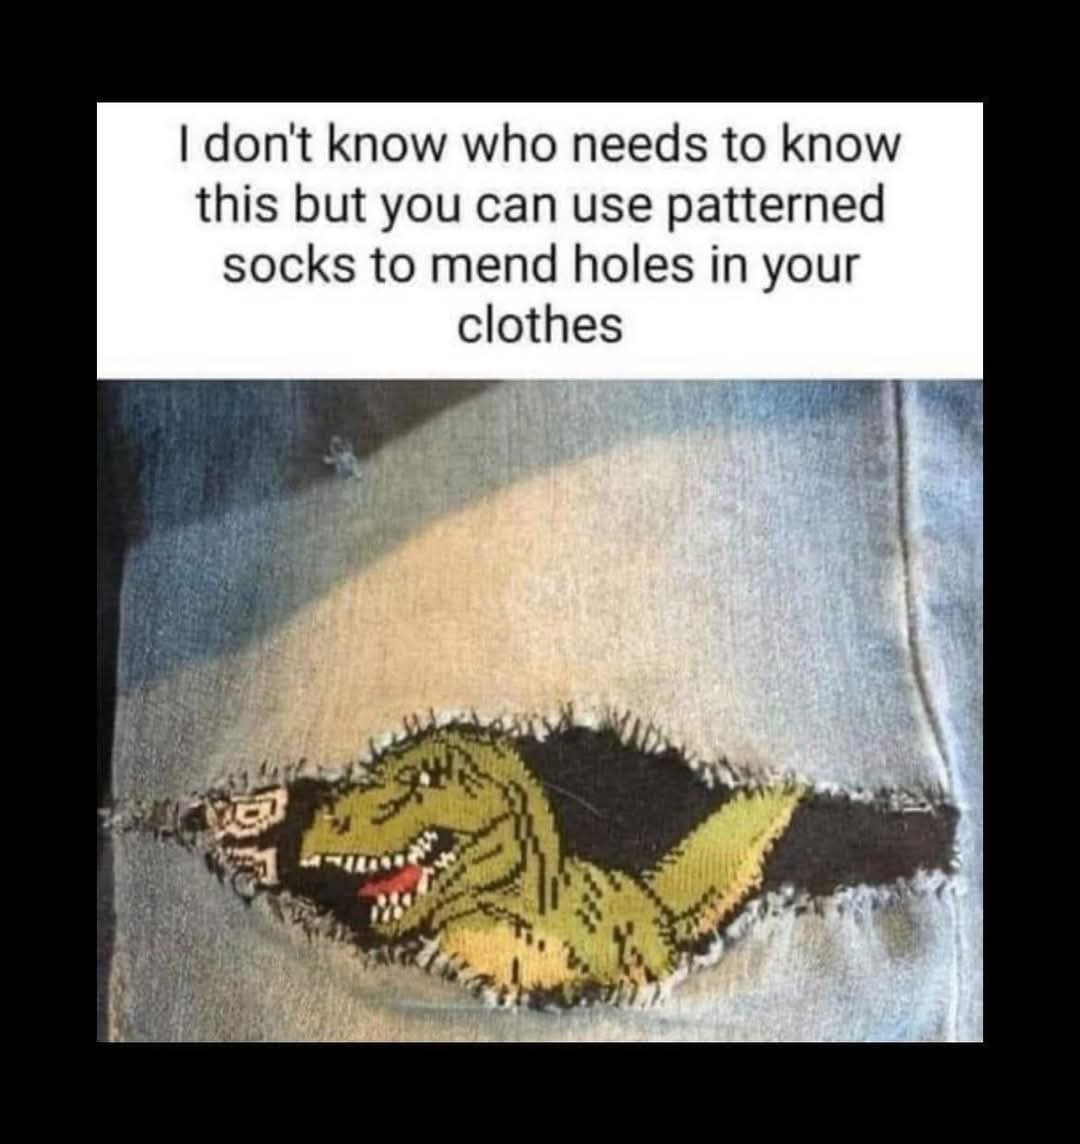 I don't know who needs to know
this but you can use patterned
socks to mend holes in your
clothes